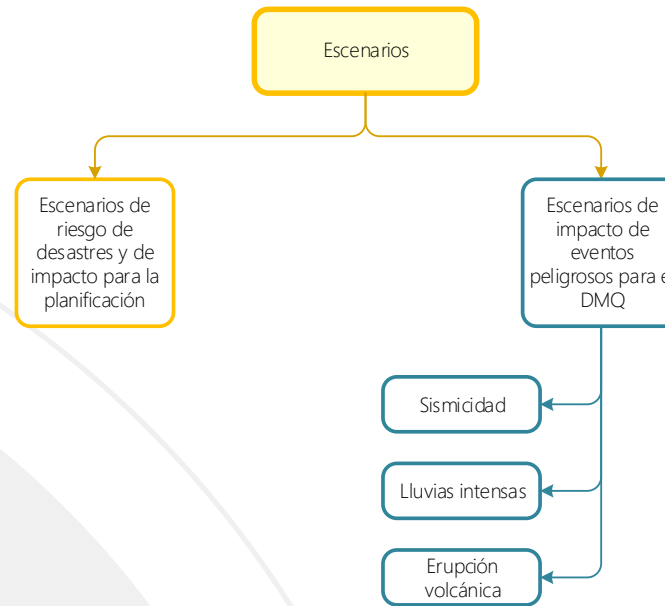 Escenarios
Escenarios de
riesgo de
desastres y de
impacto para la
planificación
Escenarios de
impacto de
eventos
peligrosos para e
DMQ
Sismicidad
Lluvias intensas
Erupción
volcánica